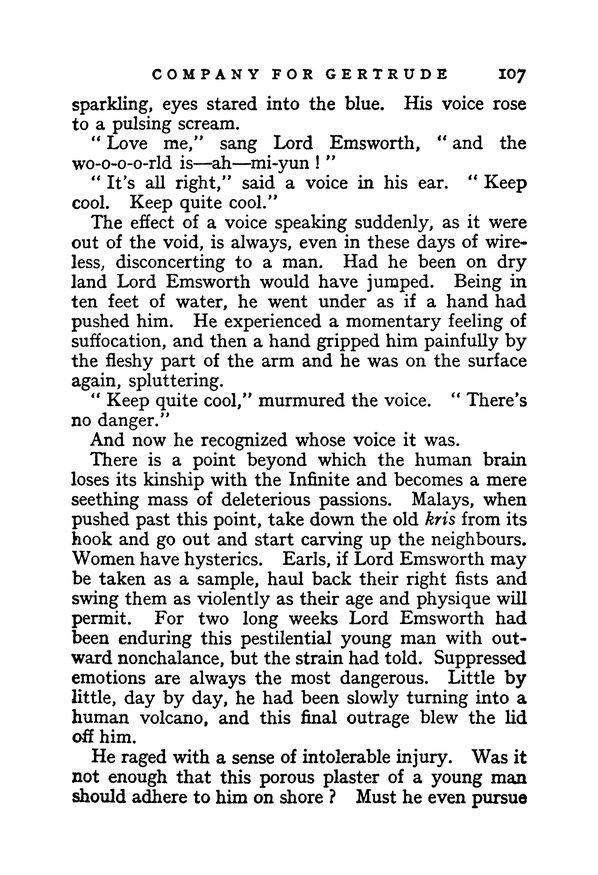 COMPANY FOR GERTRUDE 107
sparkling, eyes stared into the blue. His voice rose
to a pulsing scream.
" Love me," sang Lord Emsworth, " and the
wo-o-o-o-rld is—ah—mi-yun ! "
" It's all right," said a voice in his ear. " Keep
cool. Keep quite cool."
The effect of a voice speaking suddenly, as it were
out of the void, is always, even in these days of wire-
less, disconcerting to a man. Had he been on dry
land Lord Emsworth would have jumped. Being in
ten feet of water, he went under as if a hand had
pushed him. He experienced a momentary feeling of
suffocation, and then a hand gripped him painfully by
the fleshy part of the arm and he was on the surface
again, spluttering.
" Keep quite cool," murmured the voice. " There's
no danger."
And now he recognized whose voice it was.
There is a point beyond which the human brain
loses its kinship with the Infinite and becomes a mere
seething mass of deleterious passions. Malays, when
pushed past this point, take down the old kris from its
hook and go out and start carving up the neighbours.
Women have hysterics. Earls, if Lord Emsworth may
be taken as a sample, haul back their right fists and
swing them as violently as their age and physique will
permit. For two long weeks Lord Emsworth had
been enduring this pestilential young man with out-
ward nonchalance, but the strain had told. Suppressed
emotions are always the most dangerous. Little by
little, day by day, he had been slowly turning into a
human volcano, and this final outrage blew the lid
off him.
He raged with a sense of intolerable injury. Was it
not enough that this porous plaster of a young man
should adhere to him on shore ? Must he even pursue